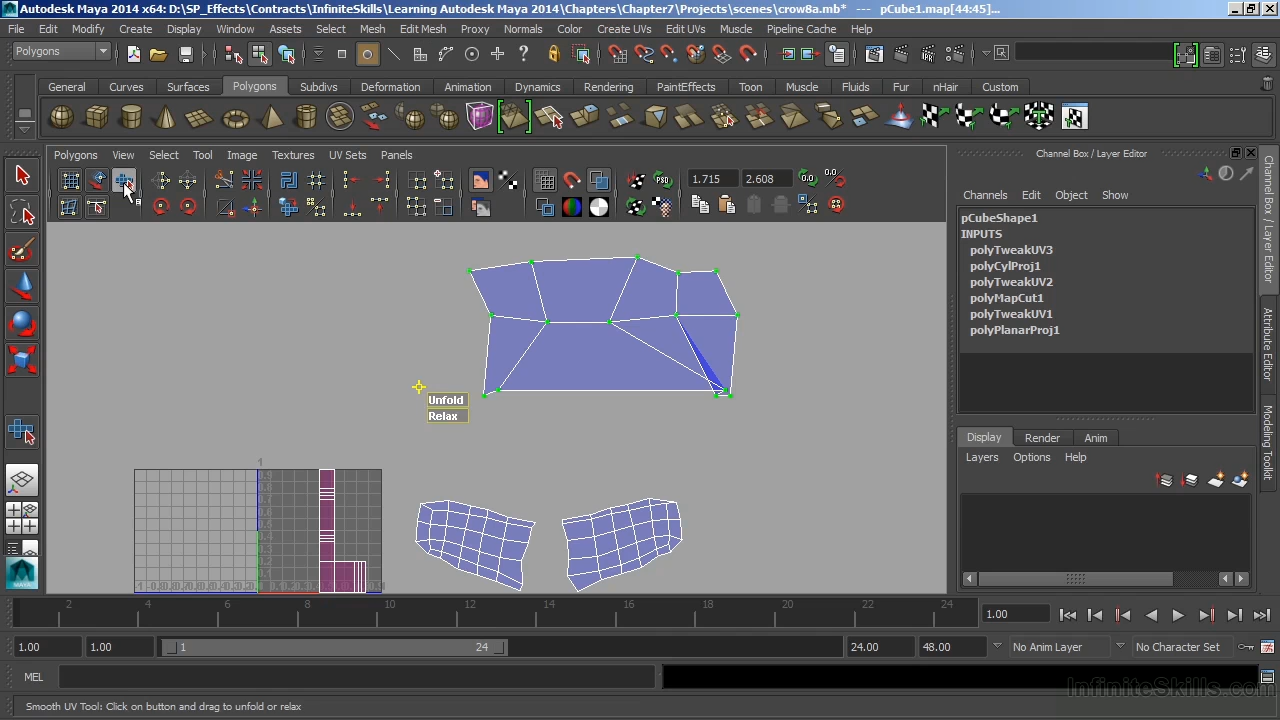 Autodesk Maya 2014 x64: D:\SP_Effects\Contracts\InfiniteSkills\Learning Autodesk Maya 2014\Chapters\Chapter7\Projects\scenes\crow8a.mb* --- pCube1.map[44:45]...
File Edit Modify Create Display Window Assets Select Mesh Edit Mesh Proxy Normals Color Create UVs Edit UVs Muscle Pipeline Cache Help
Polygons
General Curves Surfaces Polygons Subdivs Deformation Animation Dynamics Rendering PaintEffects Toon Muscle Fluids Fur nHair Custom
Polygons View Select Tool Image Textures UV Sets Panels
1.715 2.608
Channel Box / Layer Editor
Channels Edit Object Show
pCubeShape1
INPUTS
polyTweakUV3
polyCylProj1
polyTweakUV2
polyMapCut1
polyTweakUV1
polyPlanarProj1
Channel Box / Layer Editor
Attribute Editor
Modeling Toolkit
Unfold
Relax
Display Render Anim
Layers Options Help
2 4 6 8 10 12 14 16 18 20 22 24
1.00
1.00 1.00 1 24 24.00 48.00 No Anim Layer No Character Set
MEL
Smooth UV Tool: Click on button and drag to unfold or relax
InfiniteSkills.com